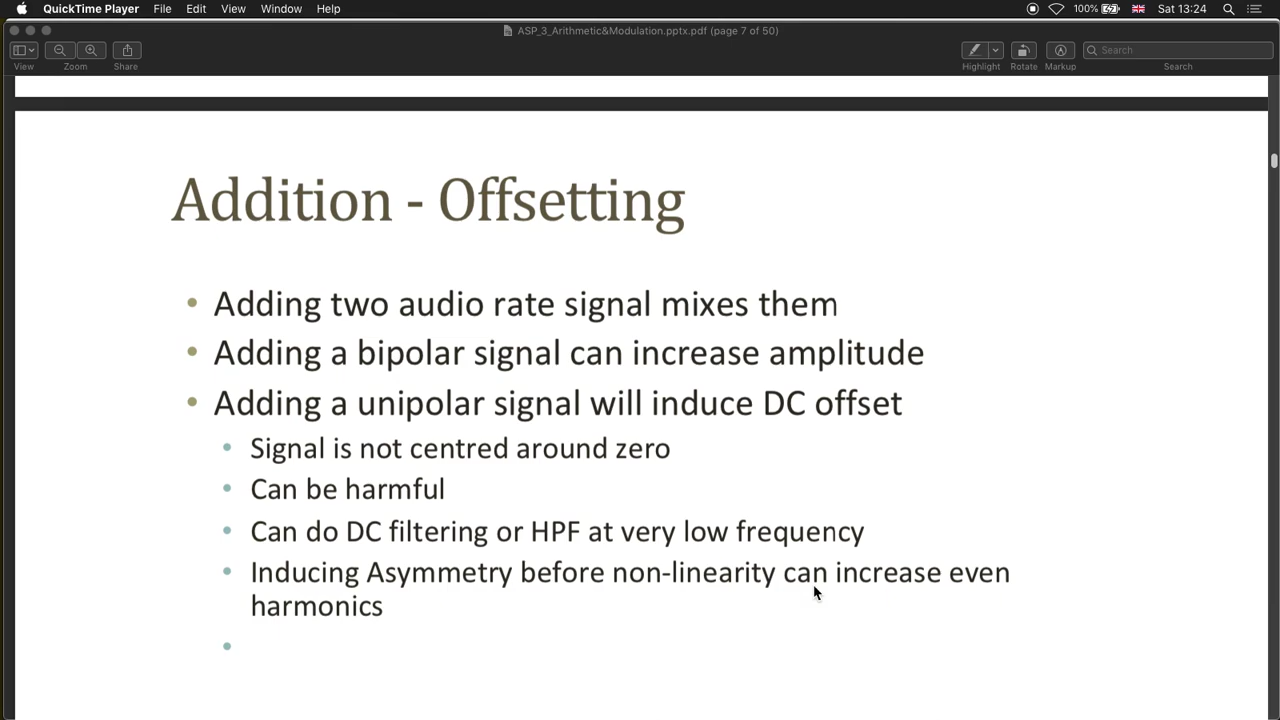 QuickTime Player File Edit View Window Help 100% Sat 13:24
ASP_3_Arithmetic&Modulation.pptx.pdf (page 7 of 50)
Search
View Zoom Share Highlight Rotate Markup Search
Addition - Offsetting
• Adding two audio rate signal mixes them
• Adding a bipolar signal can increase amplitude
• Adding a unipolar signal will induce DC offset
• Signal is not centred around zero
• Can be harmful
• Can do DC filtering or HPF at very low frequency
• Inducing Asymmetry before non-linearity can increase even
harmonics
•